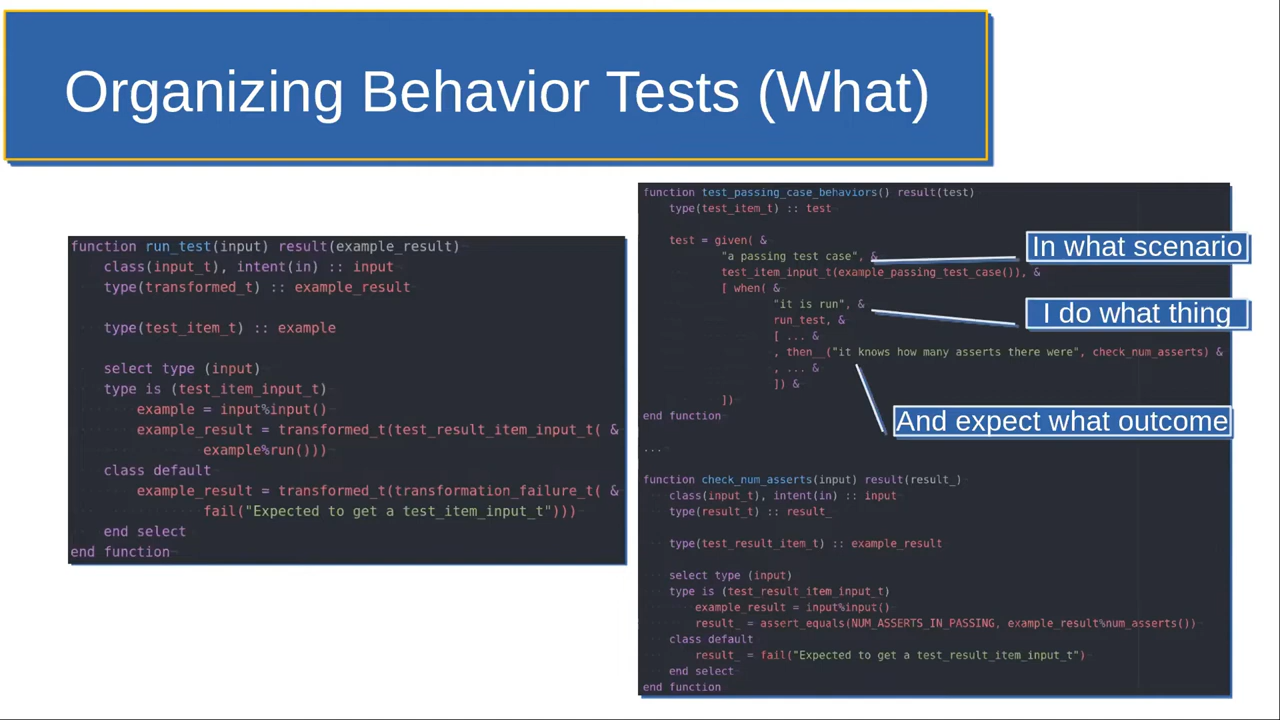 Organizing Behavior Tests (What)
function run_test(input) result(example_result)
class(input_t), intent(in) :: input
type(transformed_t) :: example_result
type(test_item_t) :: example
select type (input)
type is (test_item_input_t)
example = input%input()
example_result = transformed_t(test_result_item_input_t( &
example%run()))
class default
example_result = transformed_t(transformation_failure_t( &
fail("Expected to get a test_item_input_t")))
end select
end function
function test_passing_case_behaviors() result(test)
type(test_item_t) :: test
test = given( &
"a passing test case", &
test_item_input_t(example_passing_test_case()), &
[ when( &
"it is run", &
run_test, &
[ ... &
, then__("it knows how many asserts there were", check_num_asserts) &
, ... &
]) &
])
end function
...
function check_num_asserts(input) result(result_)
class(input_t), intent(in) :: input
type(result_t) :: result_
type(test_result_item_t) :: example_result
select type (input)
type is (test_result_item_input_t)
example_result = input%input()
result_ = assert_equals(NUM_ASSERTS_IN_PASSING, example_result%num_asserts())
class default
result_ = fail("Expected to get a test_result_item_input_t")
end select
end function
In what scenario
I do what thing
And expect what outcome